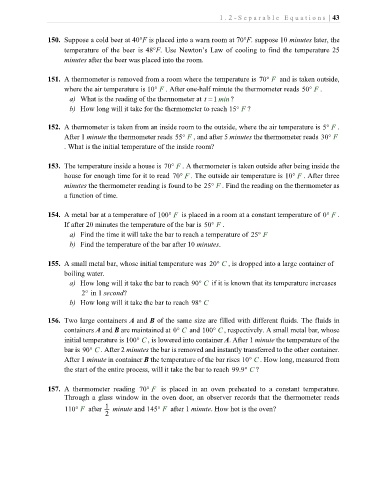 1.2-Separable Equations | 43
150. Suppose a cold beer at 40°F is placed into a warn room at 70°F. suppose 10 minutes later, the
temperature of the beer is 48°F. Use Newton's Law of cooling to find the temperature 25
minutes after the beer was placed into the room.
151. A thermometer is removed from a room where the temperature is 70° F and is taken outside,
where the air temperature is 10° F . After one-half minute the thermometer reads 50° F .
a) What is the reading of the thermometer at t = 1 min ?
b) How long will it take for the thermometer to reach 15° F ?
152. A thermometer is taken from an inside room to the outside, where the air temperature is 5° F .
After 1 minute the thermometer reads 55° F , and after 5 minutes the thermometer reads 30° F
. What is the initial temperature of the inside room?
153. The temperature inside a house is 70° F . A thermometer is taken outside after being inside the
house for enough time for it to read 70° F . The outside air temperature is 10° F . After three
minutes the thermometer reading is found to be 25° F . Find the reading on the thermometer as
a function of time.
154. A metal bar at a temperature of 100° F is placed in a room at a constant temperature of 0° F .
If after 20 minutes the temperature of the bar is 50° F .
a) Find the time it will take the bar to reach a temperature of 25° F
b) Find the temperature of the bar after 10 minutes.
155. A small metal bar, whose initial temperature was 20° C , is dropped into a large container of
boiling water.
a) How long will it take the bar to reach 90° C if it is known that its temperature increases
2° in 1 second?
b) How long will it take the bar to reach 98° C
156. Two large containers A and B of the same size are filled with different fluids. The fluids in
containers A and B are maintained at 0° C and 100° C , respectively. A small metal bar, whose
initial temperature is 100° C , is lowered into container A. After 1 minute the temperature of the
bar is 90° C . After 2 minutes the bar is removed and instantly transferred to the other container.
After 1 minute in container B the temperature of the bar rises 10° C . How long, measured from
the start of the entire process, will it take the bar to reach 99.9° C ?
157. A thermometer reading 70° F is placed in an oven preheated to a constant temperature.
Through a glass window in the oven door, an observer records that the thermometer reads
110° F after 1/2 minute and 145° F after 1 minute. How hot is the oven?